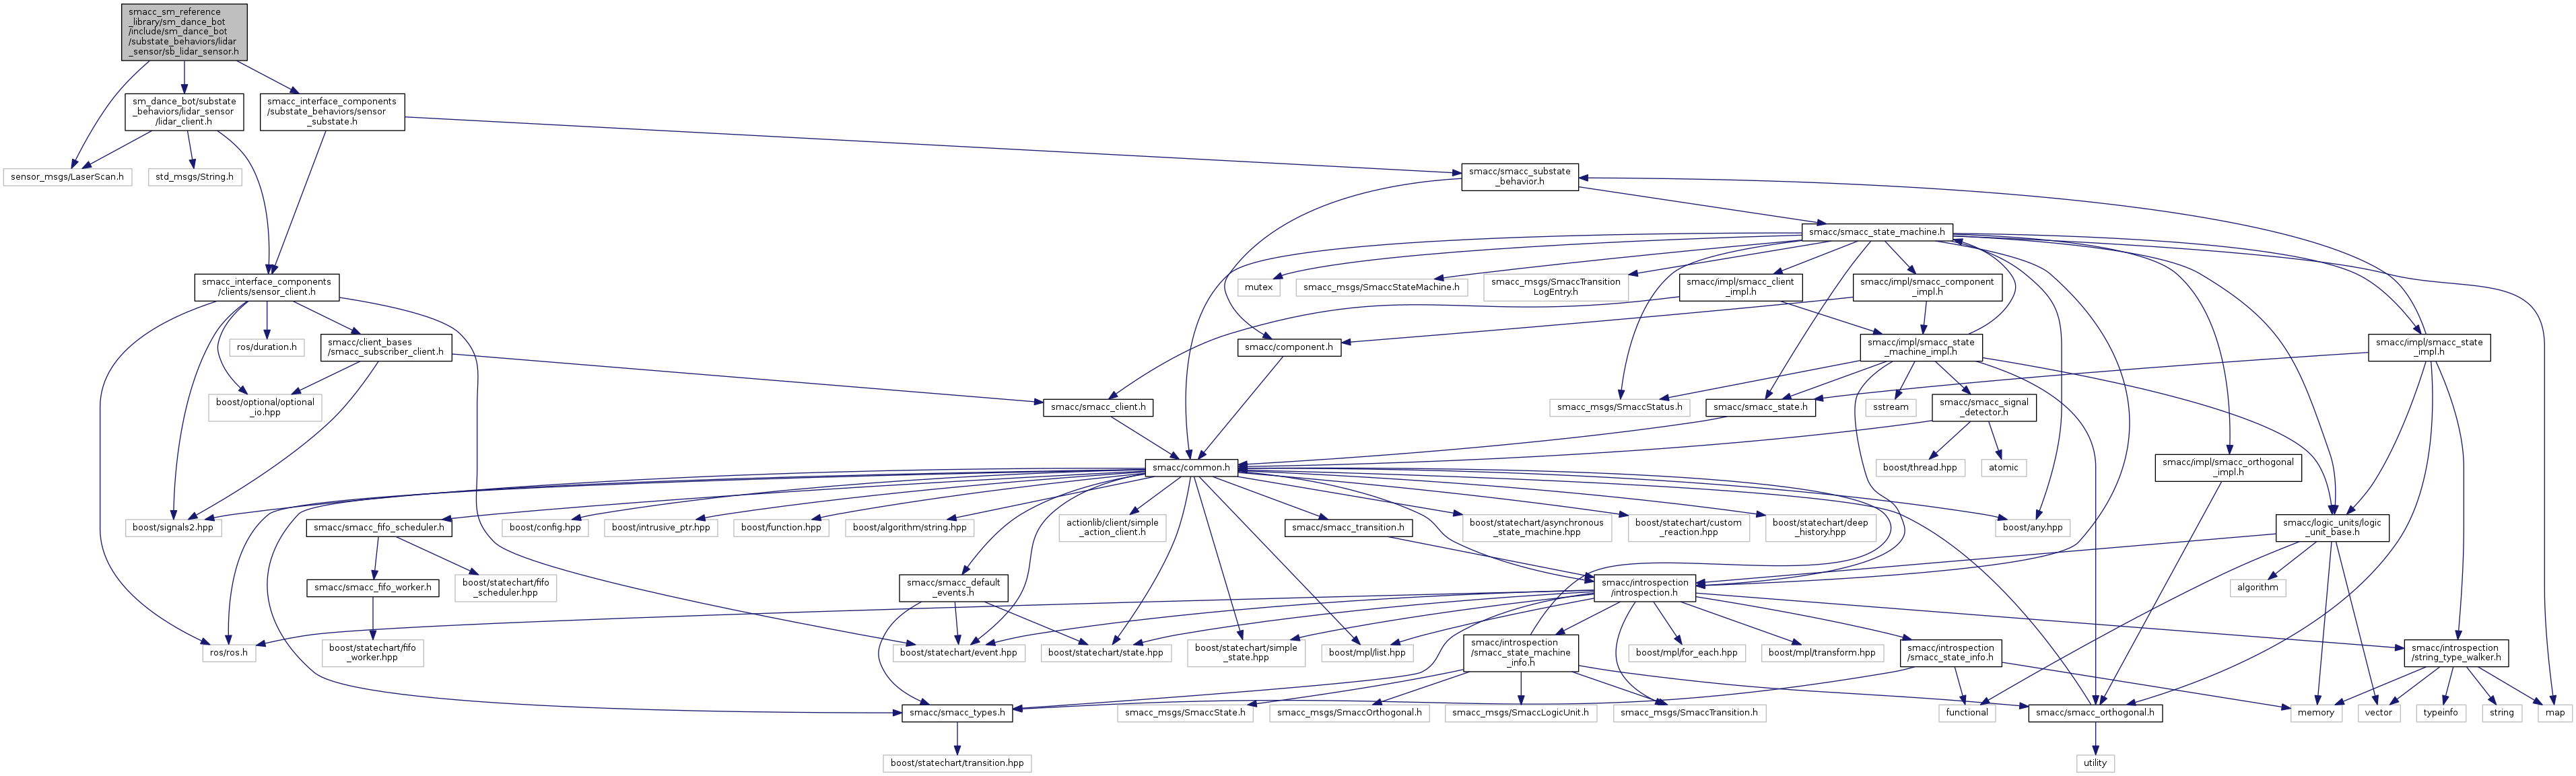 smacc_sm_reference
_library/sm_dance_bot
/include/sm_dance_bot
/substate_behaviors/lidar
_sensor/sb_lidar_sensor.h
sm_dance_bot/substate
_behaviors/lidar_sensor
/lidar_client.h
smacc_interface_components
/substate_behaviors/sensor
_substate.h
sensor_msgs/LaserScan.h
std_msgs/String.h
smacc/smacc_substate
_behavior.h
smacc/smacc_state_machine.h
smacc_interface_components
/clients/sensor_client.h
mutex
smacc_msgs/SmaccStateMachine.h
smacc_msgs/SmaccTransition
LogEntry.h
smacc/impl/smacc_client
_impl.h
smacc/impl/smacc_component
_impl.h
ros/duration.h
smacc/client_bases
/smacc_subscriber_client.h
smacc/component.h
smacc/impl/smacc_state
_machine_impl.h
smacc/impl/smacc_state
_impl.h
boost/optional/optional
_io.hpp
smacc/smacc_client.h
smacc_msgs/SmaccStatus.h
smacc/smacc_state.h
sstream
smacc/smacc_signal
_detector.h
smacc/common.h
boost/thread.hpp
atomic
smacc/impl/smacc_orthogonal
_impl.h
boost/signals2.hpp
smacc/smacc_fifo_scheduler.h
boost/config.hpp
boost/intrusive_ptr.hpp
boost/function.hpp
boost/algorithm/string.hpp
actionlib/client/simple
_action_client.h
smacc/smacc_transition.h
boost/statechart/asynchronous
_state_machine.hpp
boost/statechart/custom
_reaction.hpp
boost/statechart/deep
_history.hpp
boost/any.hpp
smacc/logic_units/logic
_unit_base.h
smacc/smacc_fifo_worker.h
boost/statechart/fifo
_scheduler.hpp
smacc/smacc_default
_events.h
smacc/introspection
/introspection.h
algorithm
ros/ros.h
boost/statechart/fifo
_worker.hpp
boost/statechart/event.hpp
boost/statechart/state.hpp
boost/statechart/simple
_state.hpp
boost/mpl/list.hpp
smacc/introspection
/smacc_state_machine
_info.h
boost/mpl/for_each.hpp
boost/mpl/transform.hpp
smacc/introspection
/smacc_state_info.h
smacc/introspection
/string_type_walker.h
smacc/smacc_types.h
smacc_msgs/SmaccState.h
smacc_msgs/SmaccOrthogonal.h
smacc_msgs/SmaccLogicUnit.h
smacc_msgs/SmaccTransition.h
functional
smacc/smacc_orthogonal.h
memory
vector
typeinfo
string
map
boost/statechart/transition.hpp
utility